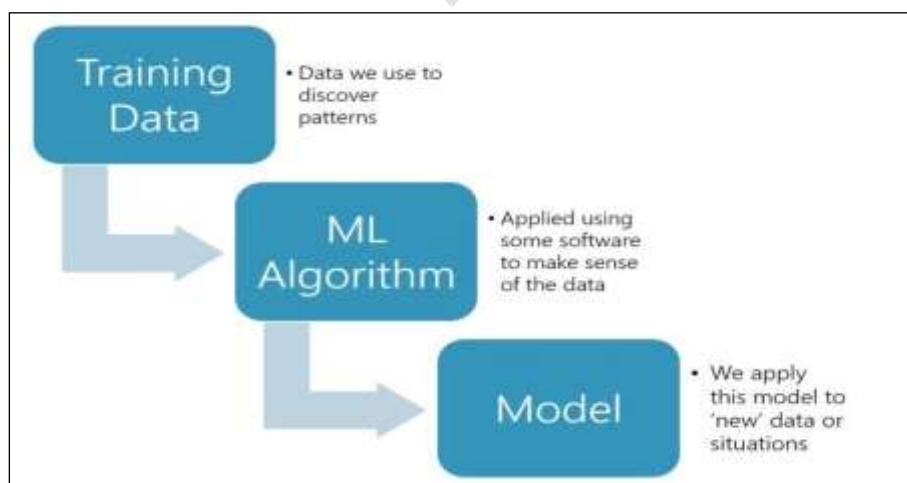 Training
Data
• Data we use to
discover
patterns
ML
Algorithm
• Applied using
some software
to make sense
of the data
Model
• We apply
this model to
'new' data or
situations